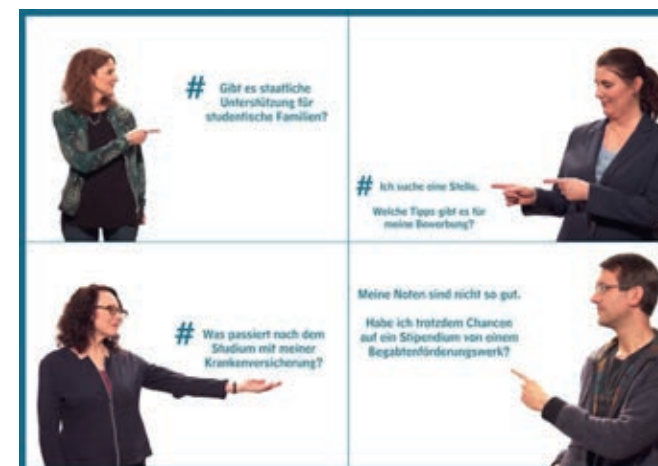 # Gibt es staatliche
Unterstützung für
studentische Familien?
# Ich suche eine Stelle.
Welche Tipps gibt es für
meine Bewerbung?
# Was passiert nach dem
Studium mit meiner
Krankenversicherung?
Meine Noten sind nicht so gut.
Habe ich trotzdem Chancen
auf ein Stipendium von einem
Begabtenförderungswerk?